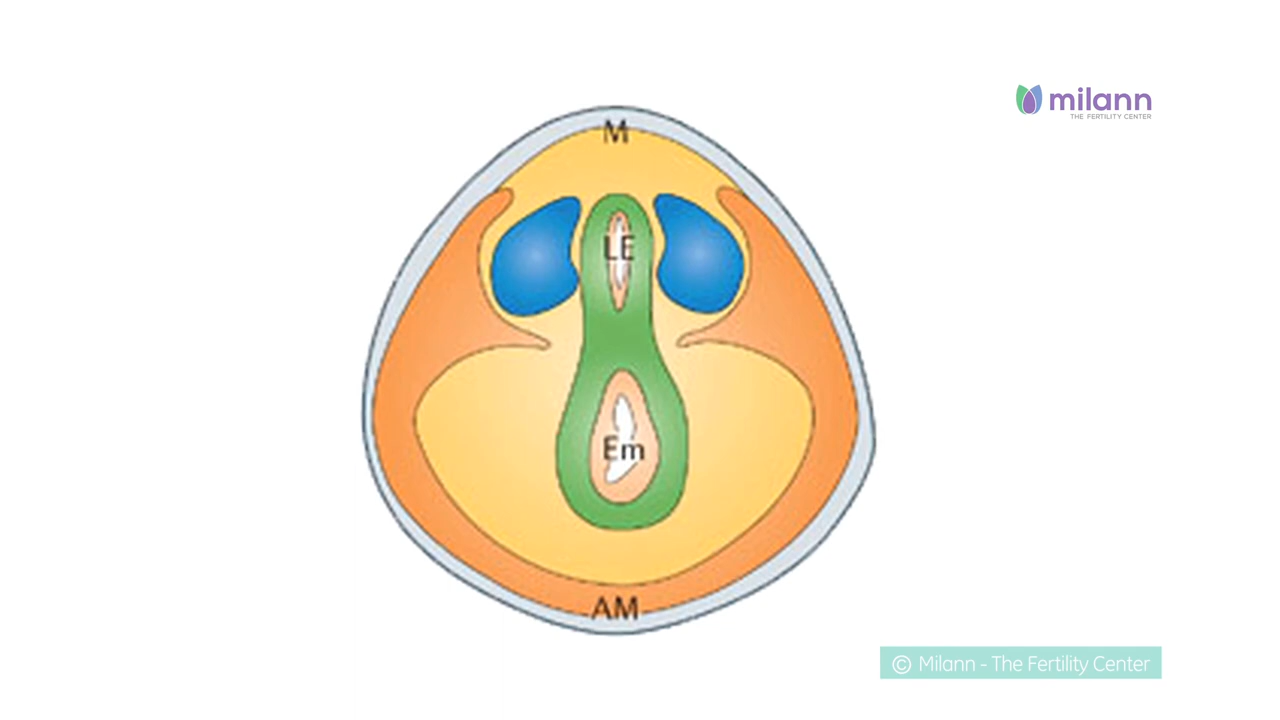 milann
THE FERTILITY CENTER
M
LE
Em
AM
© Milann - The Fertility Center